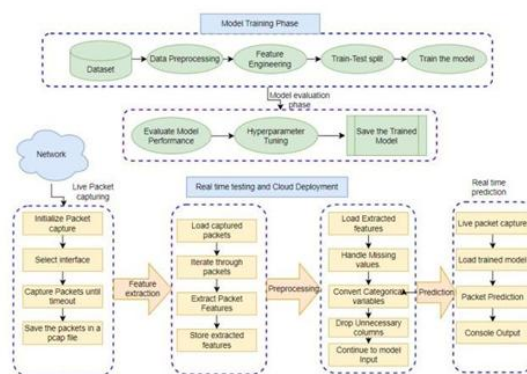 Model Training Phase
Dataset
Data Preprocessing
Feature
Engineering
Train-Test split
Train the model
Model evaluation
phase
Evaluate Model
Performance
Hyperparameter
Tuning
Save the Trained
Model
Network
Live Packet
capturing
Real time testing and Cloud Deployment
Real time
prediction
Initialize Packet
capture
Select interface
Capture Packets until
timeout
Save the packets in a
pcap file
Feature
extraction
Load captured
packets
Iterate through
packets
Extract Packet
Features
Store extracted
features
Preprocessing
Load Extracted
features
Handle Missing
values
Convert Categorical
variables
Drop Unnecessary
columns
Continue to model
Input
Prediction
Live packet capture
Load trained model
Packet Prediction
Console Output